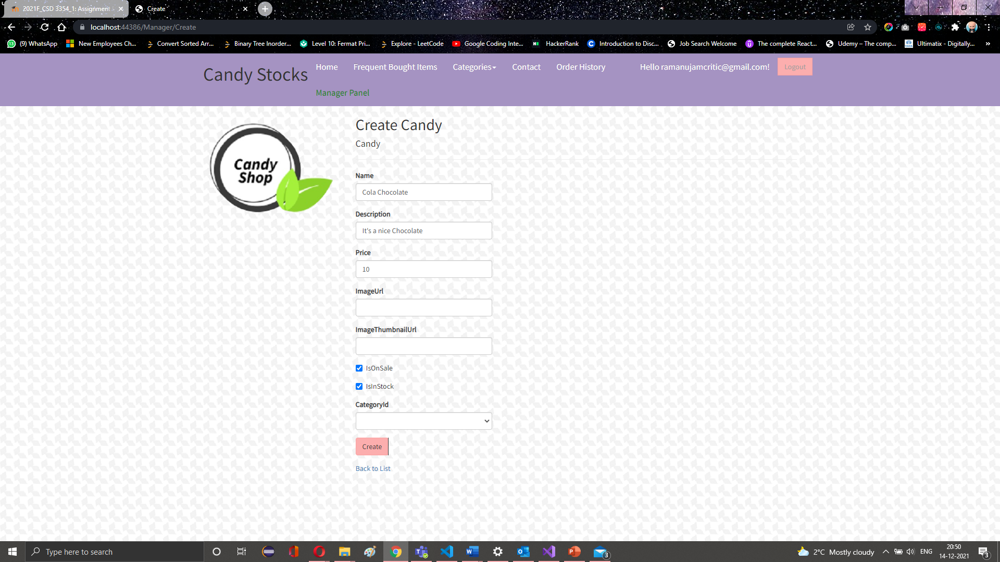 2021F_CSD 3354_1: Assignment
Create
localhost:44386/Manager/Create
13 (9) WhatsApp
New Employees Ch...
Convert Sorted Arr...
Binary Tree Inorder...
Level 10: Fermat Pri...
Explore - LeetCode
Google Coding Inte...
HackerRank
Introduction to Disc...
Job Search Welcome
The complete React...
Udemy – The comp...
Ultimatix - Digitally...
»
Candy Stocks
Home
Frequent Bought Items
Categories
Contact
Order History
Hello ramanujamcritic@gmail.com!
Logout
Manager Panel
Candy
Shop
Create Candy
Candy
Name
Cola Chocolate
Description
It's a nice Chocolate
Price
10
ImageUrl
ImageThumbnailUrl
IsOnSale
IsInStock
CategoryId
Create
Back to List
Type here to search
3
2°C Mostly cloudy
ENG
20:50
14-12-2021
3